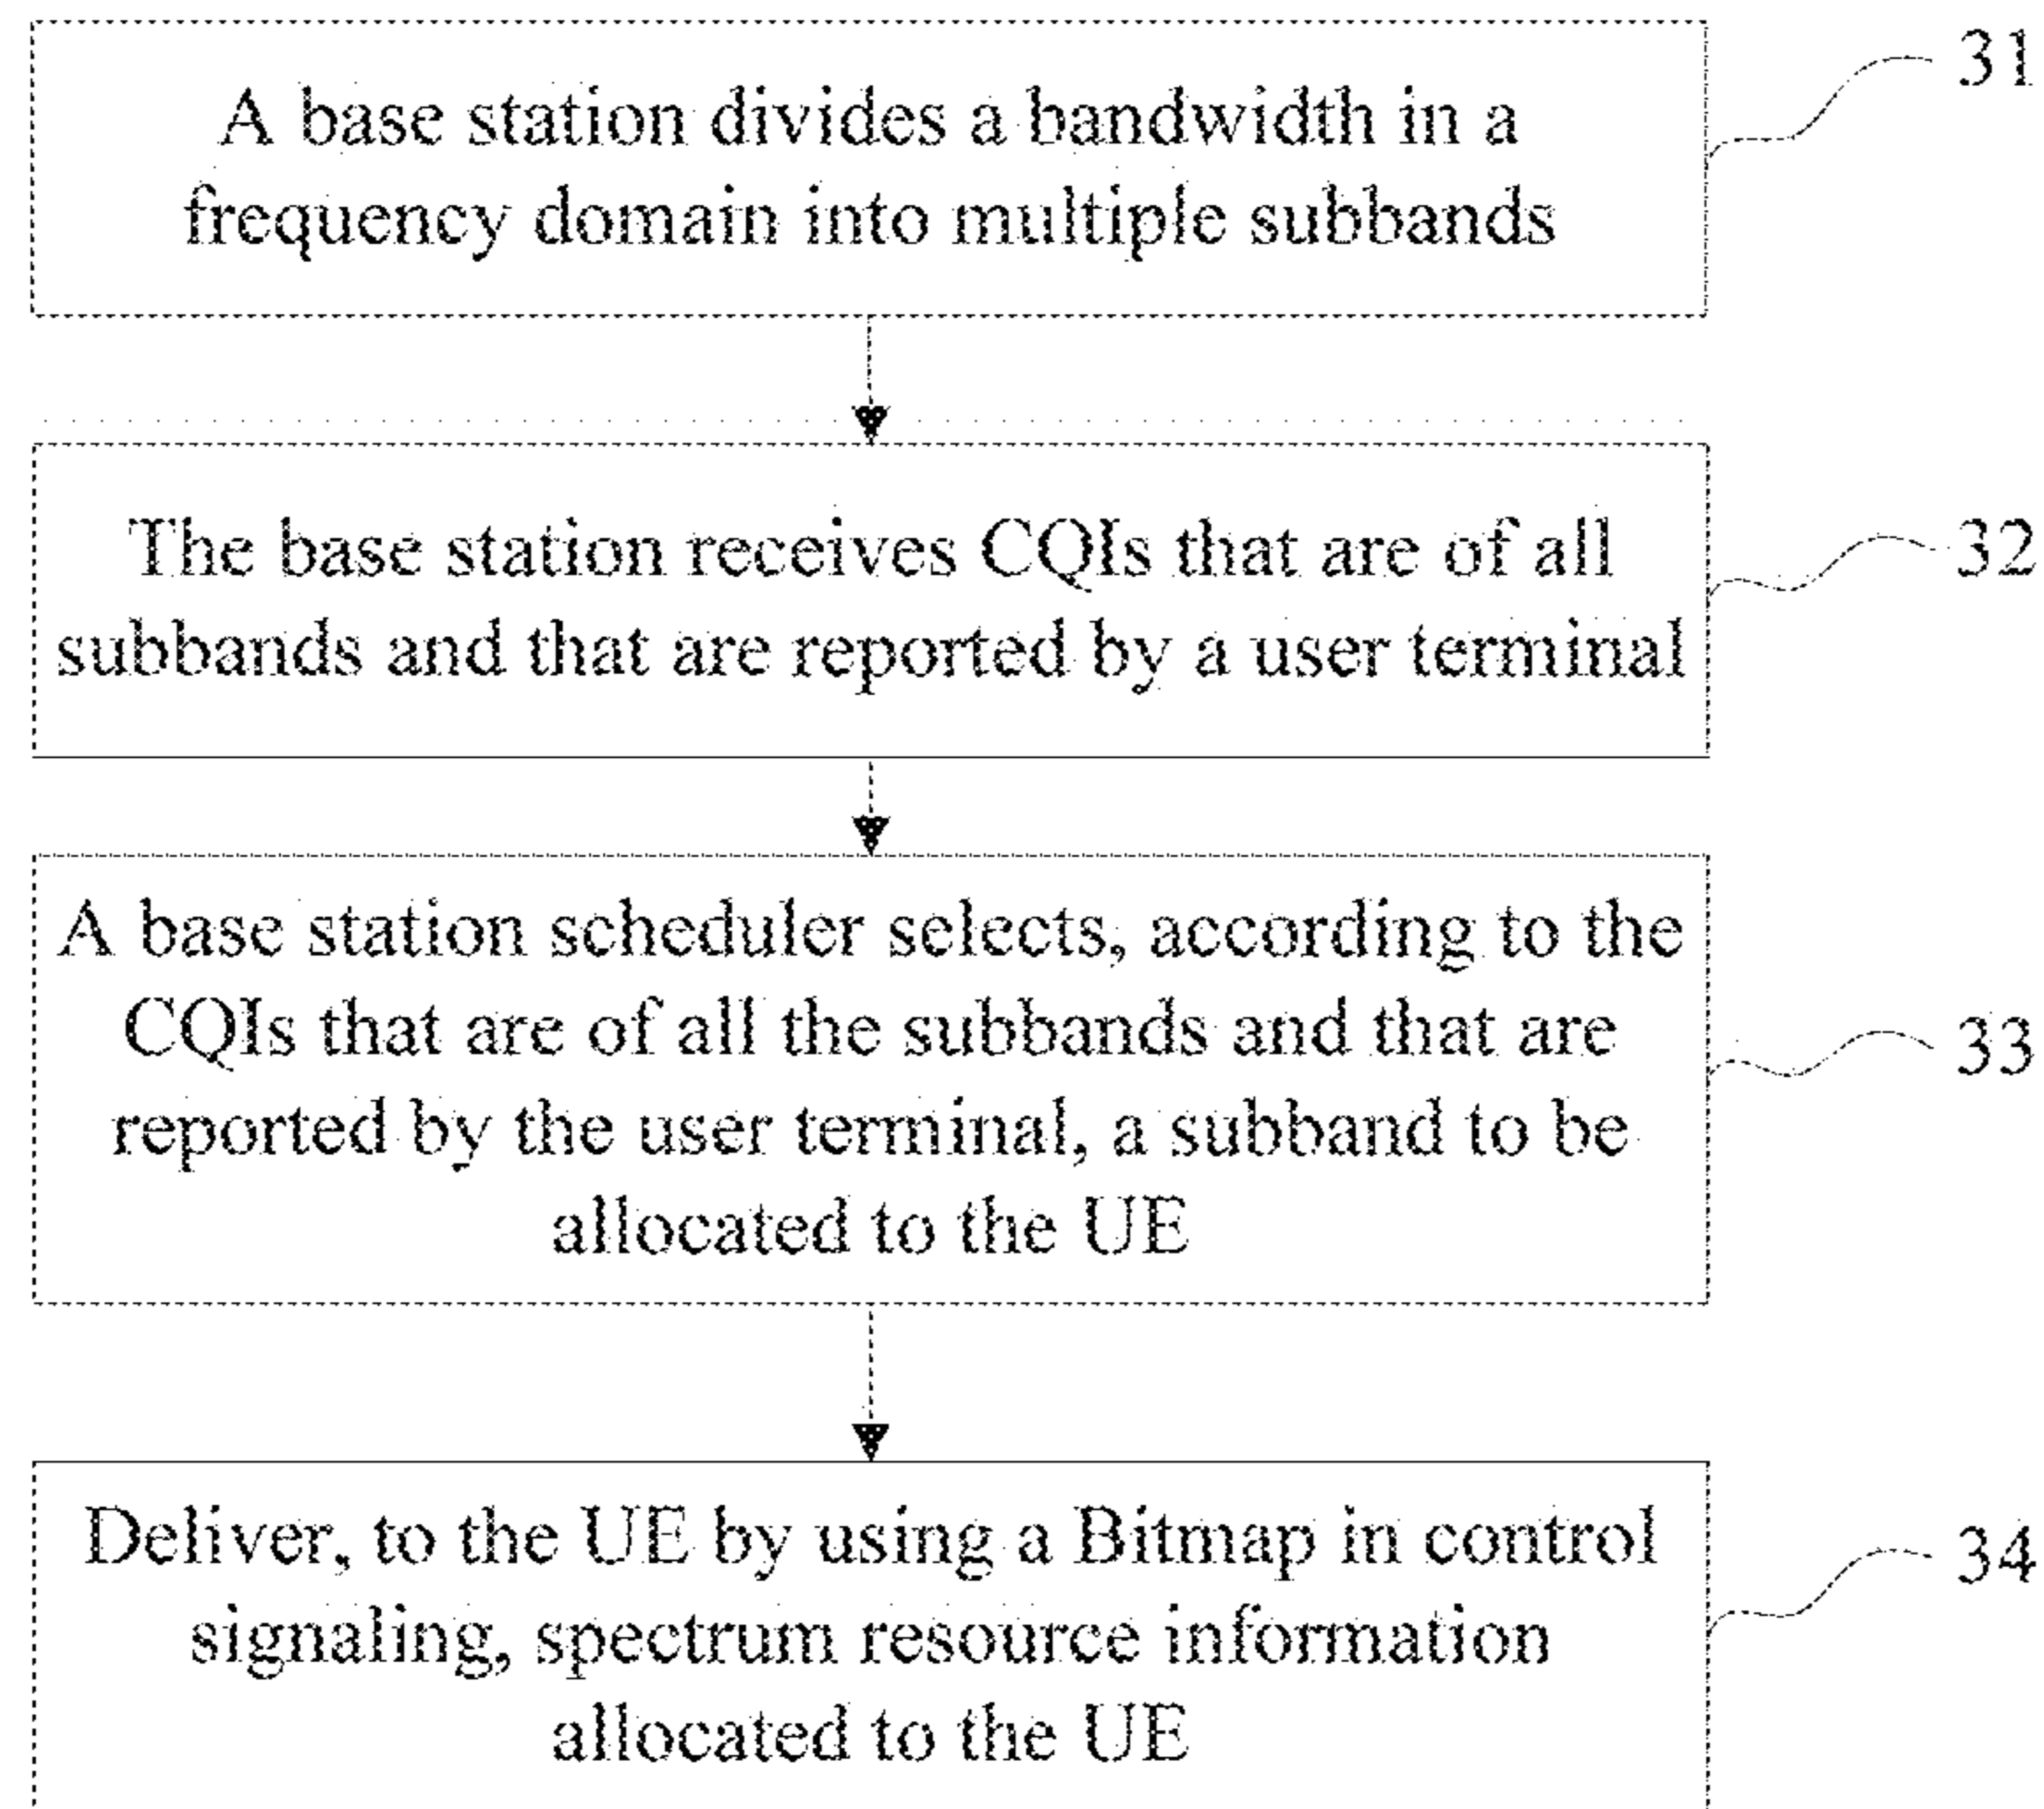 A base station divides a bandwidth in a
frequency domain into multiple subbands
31
The base station receives CQIs that are of all
subbands and that are reported by a user terminal
32
A base station scheduler selects, according to the
CQIs that are of all the subbands and that are
reported by the user terminal, a subband to be
allocated to the UE
33
Deliver, to the UE by using a Bitmap in control
signaling, spectrum resource information
allocated to the UE
34